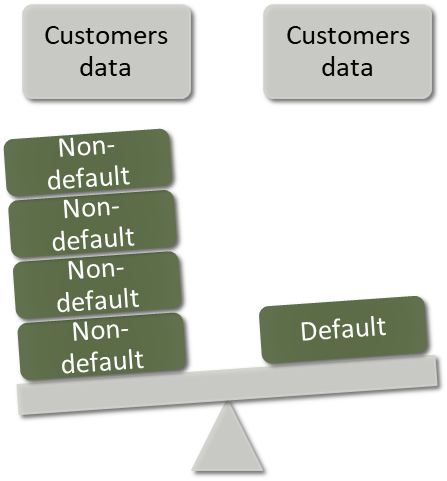 Customers
data
Customers
data
Non-
default
Non-
default
Non-
default
Non-
default
Default